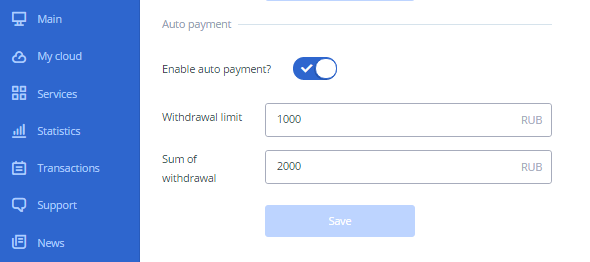 Main
My cloud
Services
Statistics
Transactions
Support
News
Auto payment
Enable auto payment?
Withdrawal limit 1000 RUB
Sum of
withdrawal 2000 RUB
Save